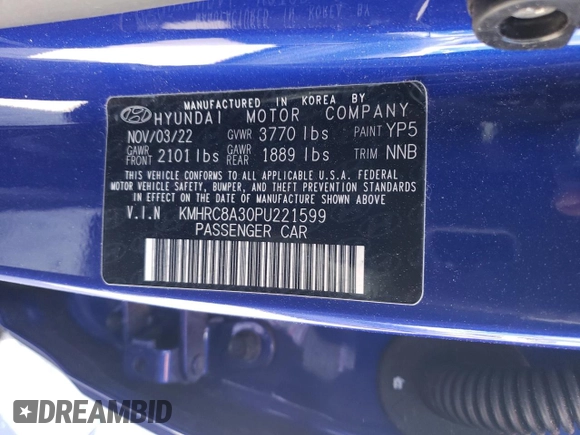 MANUFACTURED IN KOREA BY
HYUNDAI MOTOR COMPANY
NOV/03/22 GVWR 3770 lbs PAINT YP5
GAWR FRONT 2101 lbs GAWR REAR 1889 lbs TRIM NNB
THIS VEHICLE CONFORMS TO ALL APPLICABLE U.S.A. FEDERAL
MOTOR VEHICLE SAFETY, BUMPER, AND THEFT PREVENTION
STANDARDS IN EFFECT ON THE DATE OF MANUFACTURE SHOWN ABOVE.
V.I.N KMHRC8A30PU221599
PASSENGER CAR
DREAMBID